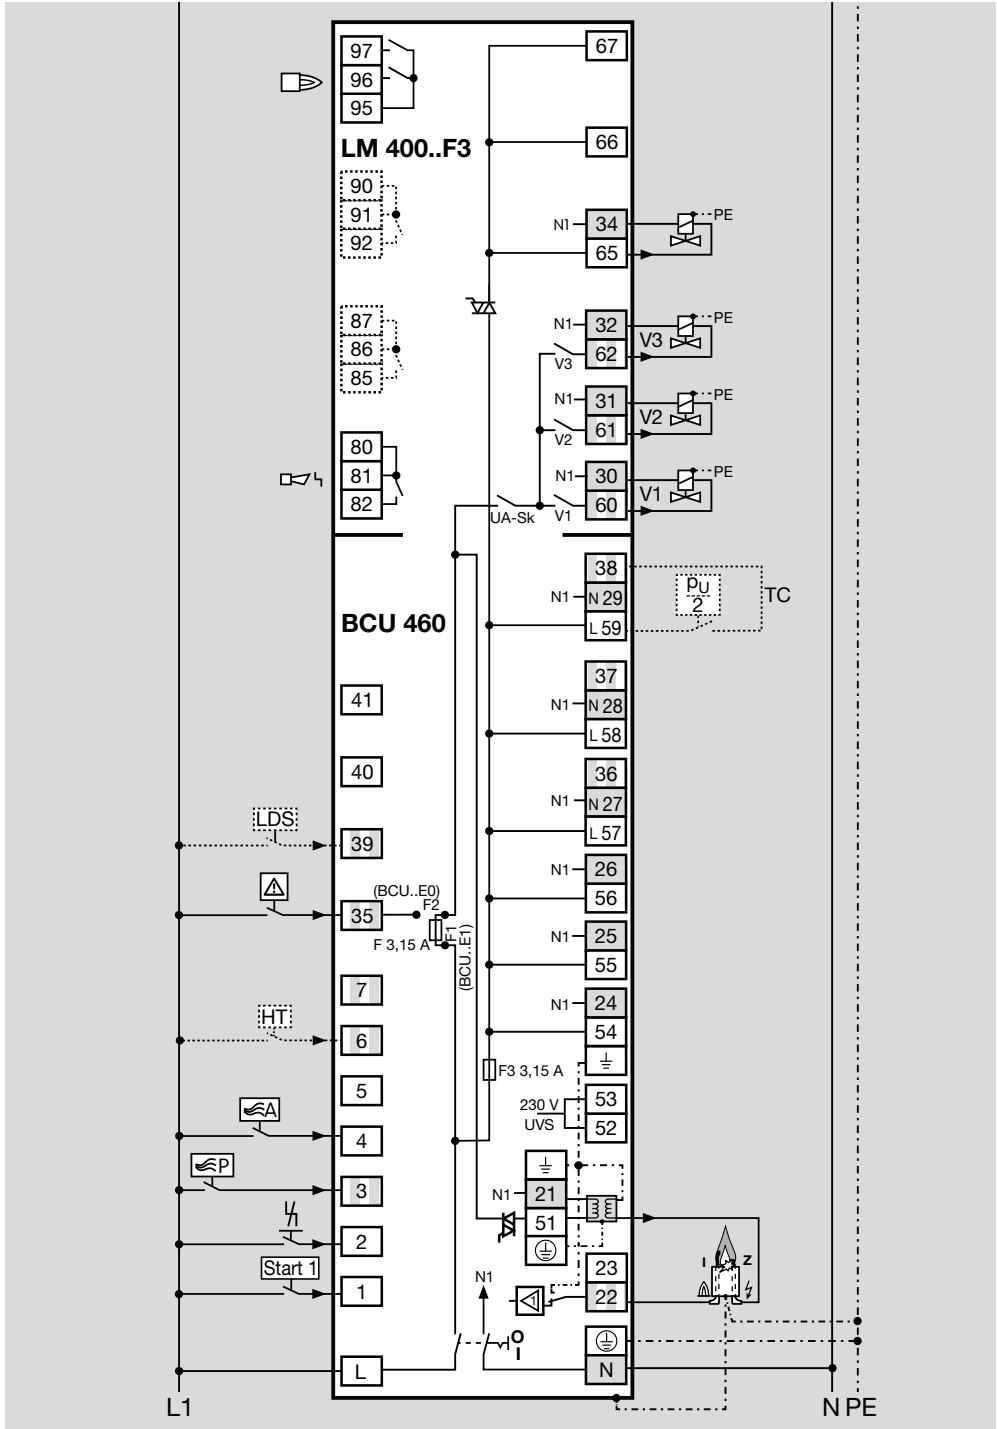 97
67
96
95
LM 400..F3
66
90
91
92
N1
34
PE
65
87
86
85
N1
32
PE
V3
62
V3
N1
31
PE
V2
61
V2
80
81
82
N1
30
PE
V1
60
UA-Sk
V1
38
N1
N 29
pU
2
TC
L 59
BCU 460
37
N1
N 28
L 58
41
36
N1
N 27
L 57
40
LDS
39
N1
26
56
35
(BCU..E0)
F2
F 3,15 A
F1
(BCU..E1)
N1
25
55
7
N1
24
54
HT
6
F3 3,15 A
5
230 V
UVS
53
52
A
4
P
3
N1
21
51
2
Start 1
1
N1
23
22
1
I
Z
O
I
L
N
L1
N PE